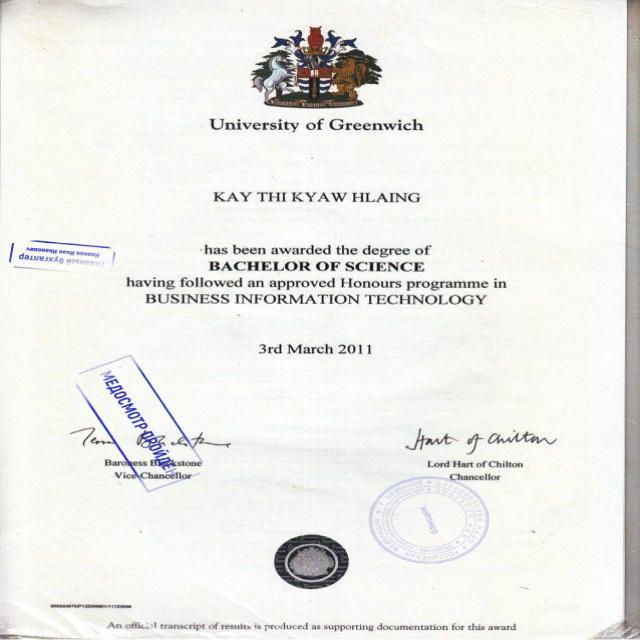 University of Greenwich
KAY THI KYAW HLAING
has been awarded the degree of
BACHELOR OF SCIENCE
having followed an approved Honours programme in
BUSINESS INFORMATION TECHNOLOGY
Главный бухгалтер
Иванов Иван Иванович
3rd March 2011
МЕДОСМОТР ПРОЙДЕН
Hart of Chilton
Baroness Blackstone
Vice-Chancellor
Lord Hart of Chilton
Chancellor
An official transcript of results is produced as supporting documentation for this award